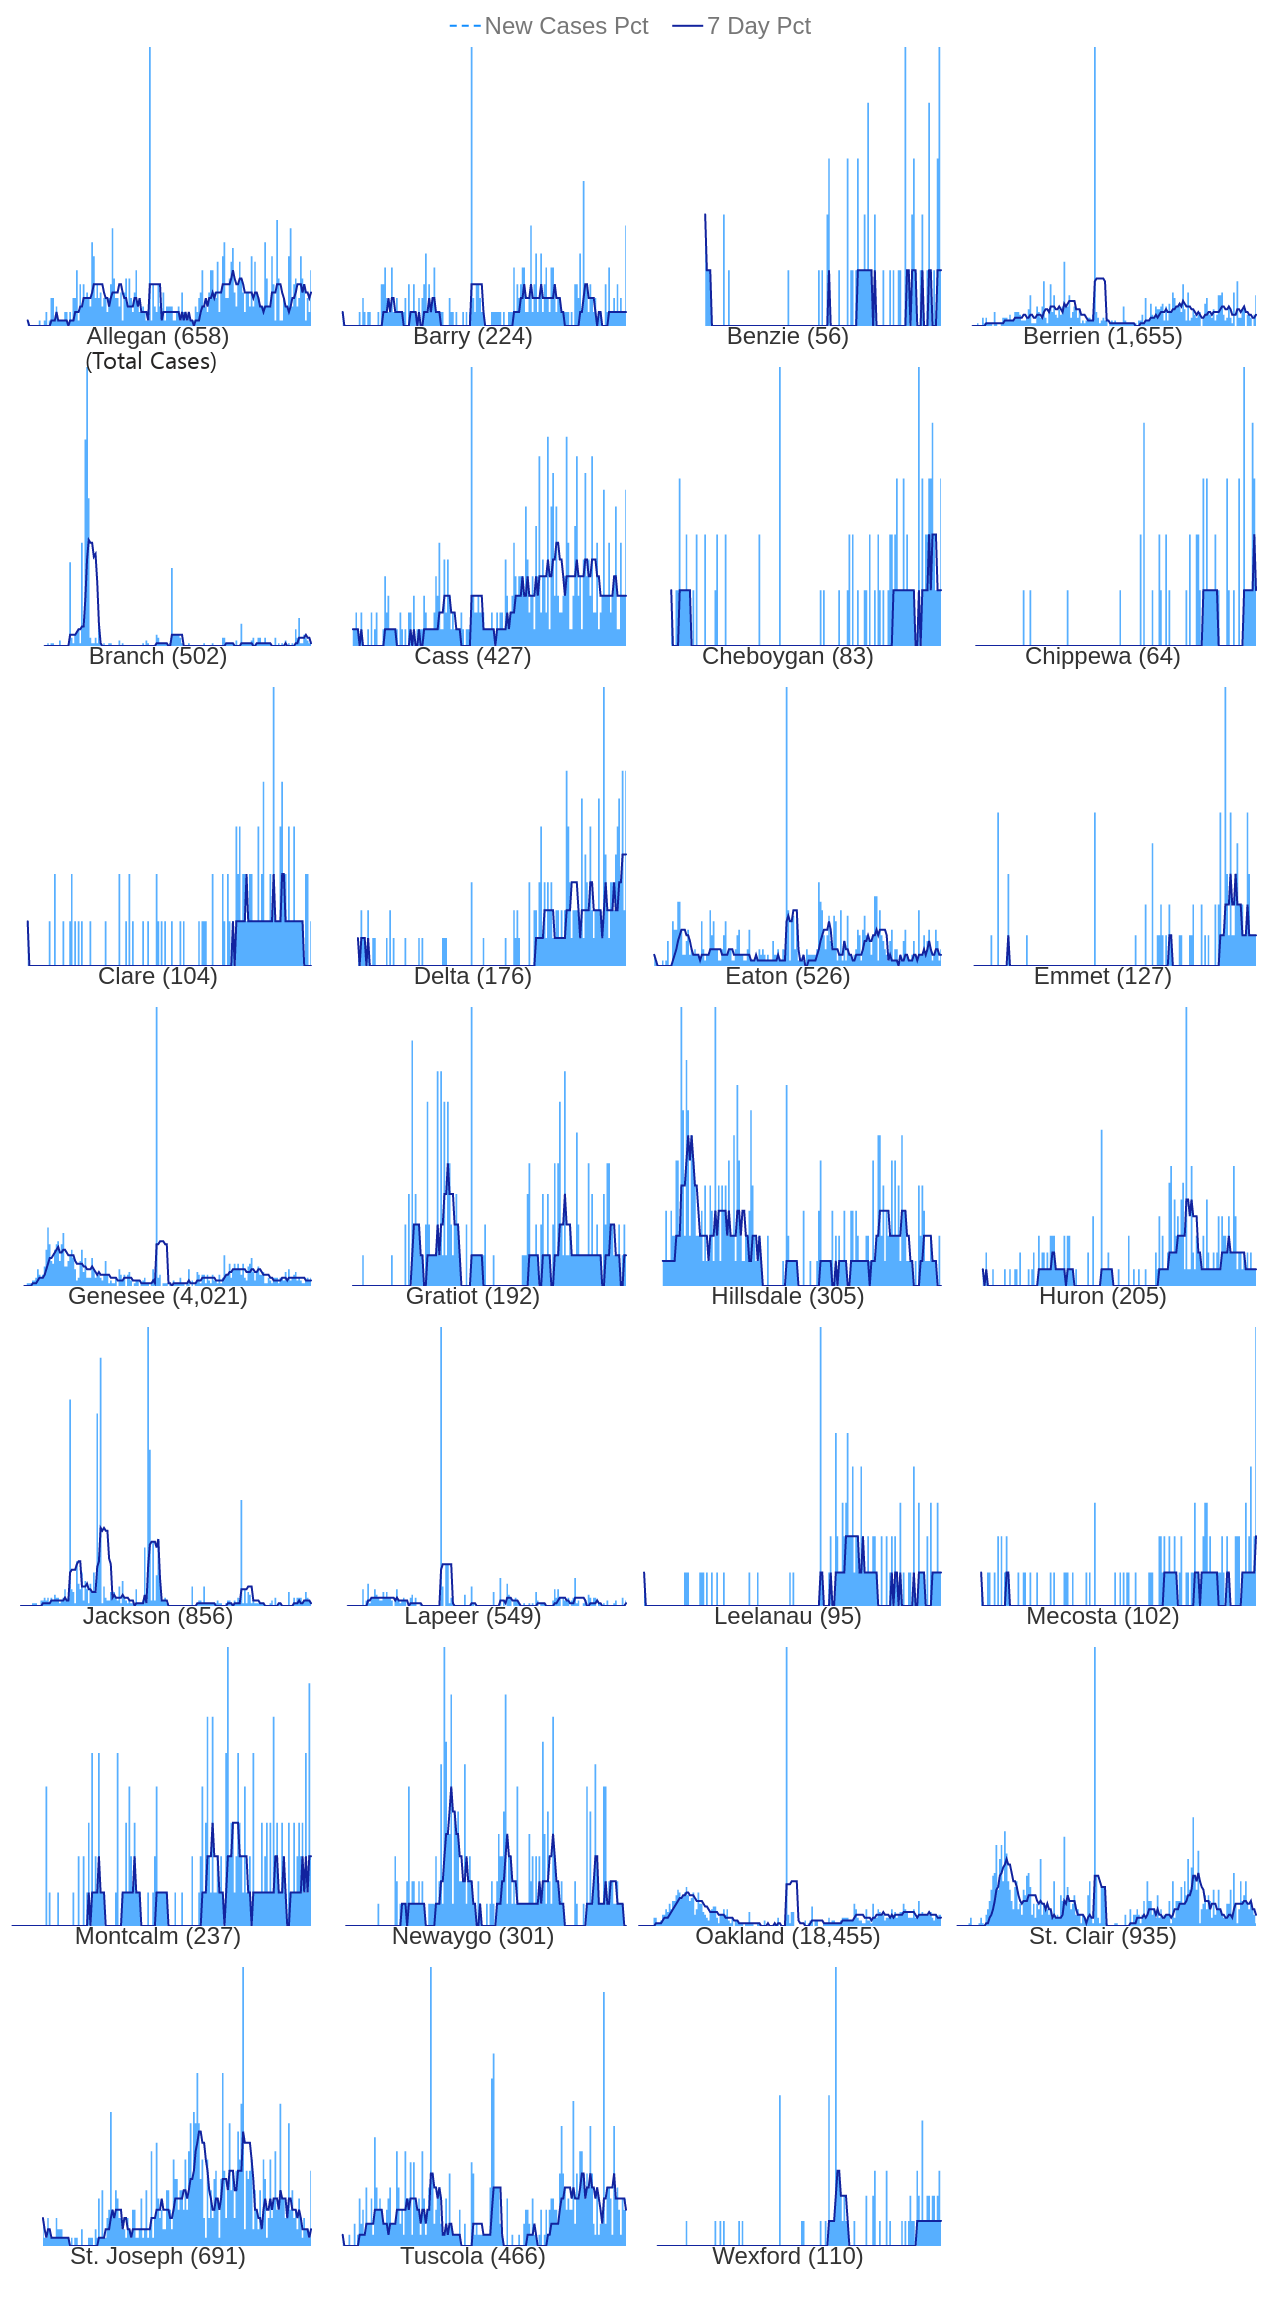 New Cases Pct 7 Day Pct
Allegan (658) Barry (224) Benzie (56) Berrien (1,655)
(Total Cases)
Branch (502) Cass (427) Cheboygan (83) Chippewa (64)
Clare (104) Delta (176) Eaton (526) Emmet (127)
Genesee (4,021) Gratiot (192) Hillsdale (305) Huron (205)
Jackson (856) Lapeer (549) Leelanau (95) Mecosta (102)
Montcalm (237) Newaygo (301) Oakland (18,455) St. Clair (935)
St. Joseph (691) Tuscola (466) Wexford (110)